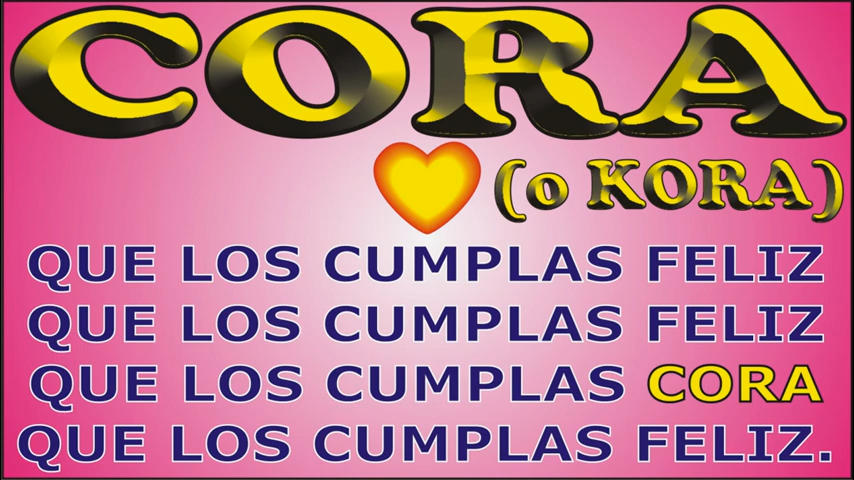 CORA
(o KORA)
QUE LOS CUMPLAS FELIZ
QUE LOS CUMPLAS FELIZ
QUE LOS CUMPLAS CORA
QUE LOS CUMPLAS FELIZ.